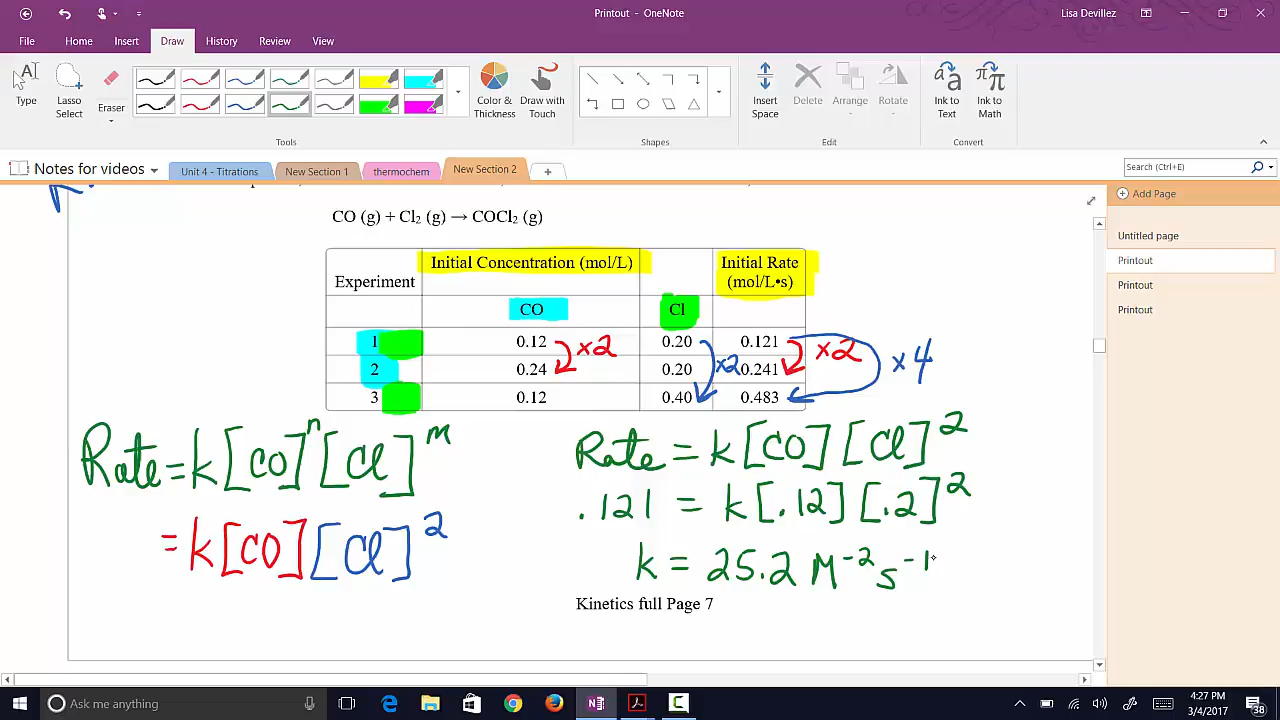 Printout - OneNote
Lisa Devillez
File Home Insert Draw History Review View
Type
Lasso Select
Eraser
Color & Thickness
Draw with Touch
Insert Space
Delete
Arrange
Rotate
Ink to Text
Ink to Math
Tools
Shapes
Edit
Convert
Notes for videos
Unit 4 - Titrations
New Section 1
thermochem
New Section 2
Search (Ctrl+E)
Add Page
Untitled page
Printout
Printout
Printout
CO (g) + Cl₂ (g) → COCl₂ (g)
Experiment
Initial Concentration (mol/L)
Initial Rate (mol/L•s)
CO Cl
1 0.12 0.20 0.121
2 0.24 0.20 0.241
3 0.12 0.40 0.483
×2
×2
×2
×4
Rate = k[CO]ⁿ[Cl]ᵐ
= k[CO][Cl]²
Rate = k[CO][Cl]²
.121 = k[.12][.2]²
k = 25.2 M⁻²s⁻¹
Kinetics full Page 7
Ask me anything
4:27 PM
3/4/2017
38